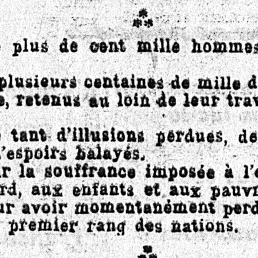 plus de cent mille hommes
plusieurs centaines de mille d
, retenus au loin de leur trav
tant d'illusions perdues, de
l'espoirs balayés.
r la souffrance imposée à l'
rd, aux enfants et aux pauvr
ur avoir momentanément perd
premier rang des nations.